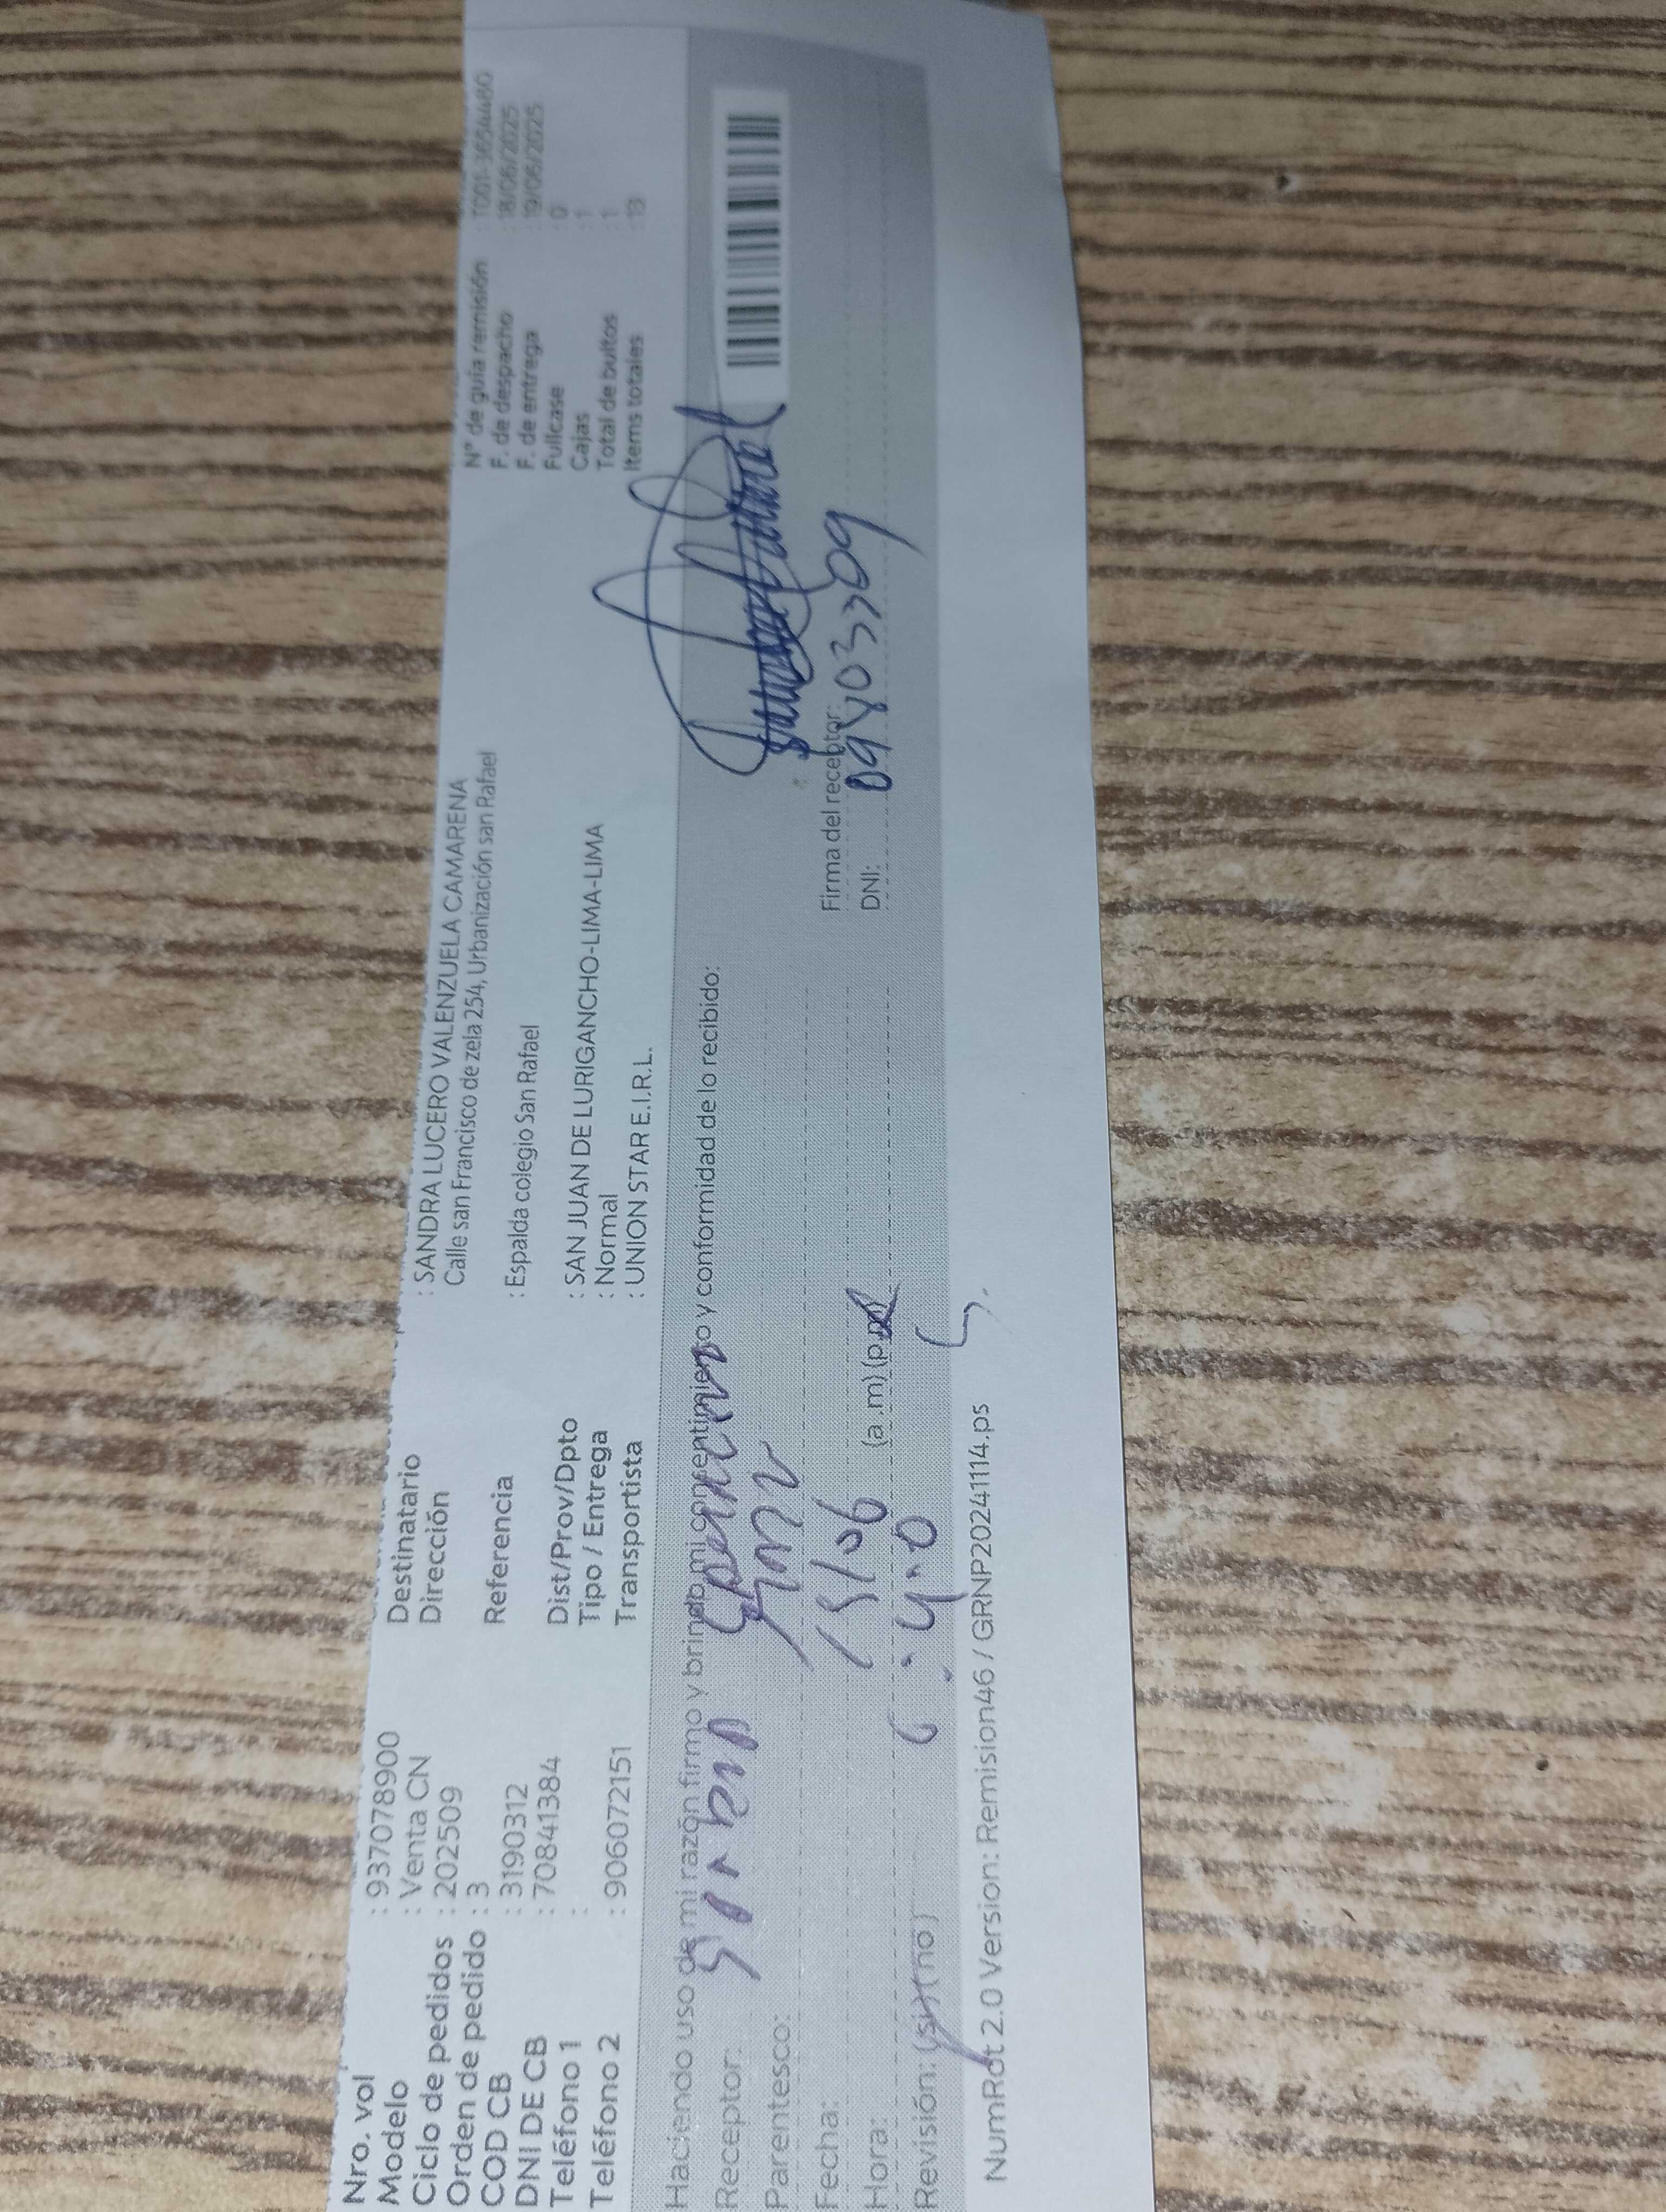 Nro. vol : 9370789​00
Modelo : Venta CN
Ciclo de pedidos : 202509
Orden de pedido : 3
COD CB : 3190312
DNI DE CB : 70841384
Teléfono 1 :
Teléfono 2 : 906072151
Destinatario : SANDRA LUCERO VALENZUELA CAMARENA
Dirección Calle san Francisco de zela 254, Urbanización san Rafael
Referencia : Espalda colegio San Rafael
Dist/Prov/Dpto : SAN JUAN DE LURIGANCHO-LIMA-LIMA
Tipo / Entrega : Normal
Transportista : UNION STAR E.I.R.L.
N° de guía remisión : T001-3654480
F. de despacho : 18/06/2025
F. de entrega : 19/06/2025
Fullcase : 0
Cajas : 1
Total de bultos : 1
Items totales : 13
Haciendo uso de mi razón firmo y brindo mi consentimiento y conformidad de lo recibido:
Receptor:
Parentesco:
Fecha:
Hora: (a.m) (p.m)
Revisión: (si) (no)
Firma del receptor:
DNI:
NumRot 2.0 Version: Remision46 / GRNP20241114.ps